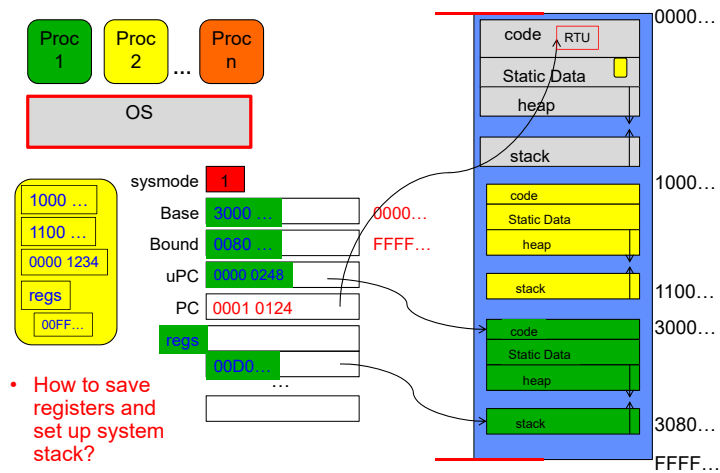 Proc
1
Proc
2
...
Proc
n
OS
1000 …
1100 …
0000 1234
regs
00FF…
• How to save
registers and
set up system
stack?
sysmode
1
Base
3000 …
0000…
Bound
0080 …
FFFF…
uPC
0000 0248
PC
0001 0124
regs
00D0…
…
code
RTU
Static Data
heap
stack
code
Static Data
heap
stack
code
Static Data
heap
stack
0000…
1000…
1100…
3000…
3080…
FFFF…